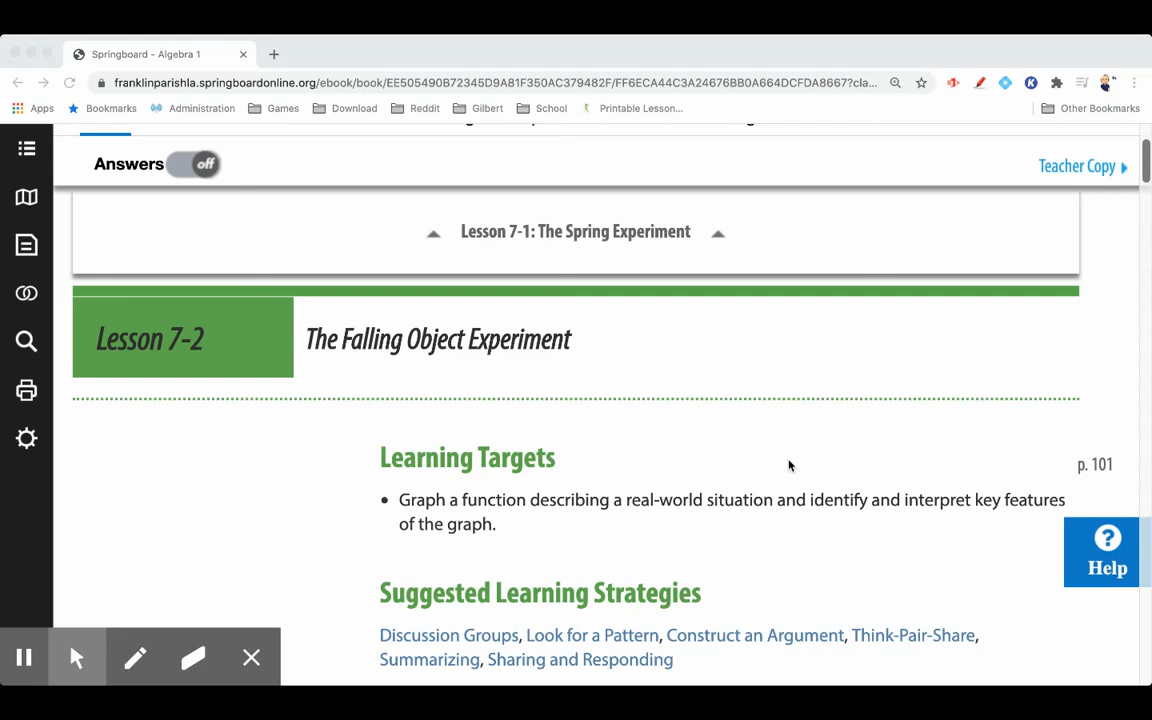 Springboard - Algebra 1
franklinparishla.springboardonline.org/ebook/book/EE505490B72345D9A81F350AC379482F/FF6ECA44C3A24676BB0A664DCFDA8667?cla...
Apps Bookmarks Administration Games Download Reddit Gilbert School Printable Lesson... Other Bookmarks
Answers off Teacher Copy
Lesson 7-1: The Spring Experiment
Lesson 7-2 The Falling Object Experiment
Learning Targets
p. 101
• Graph a function describing a real-world situation and identify and interpret key features
of the graph.
Help
Suggested Learning Strategies
Discussion Groups, Look for a Pattern, Construct an Argument, Think-Pair-Share,
Summarizing, Sharing and Responding